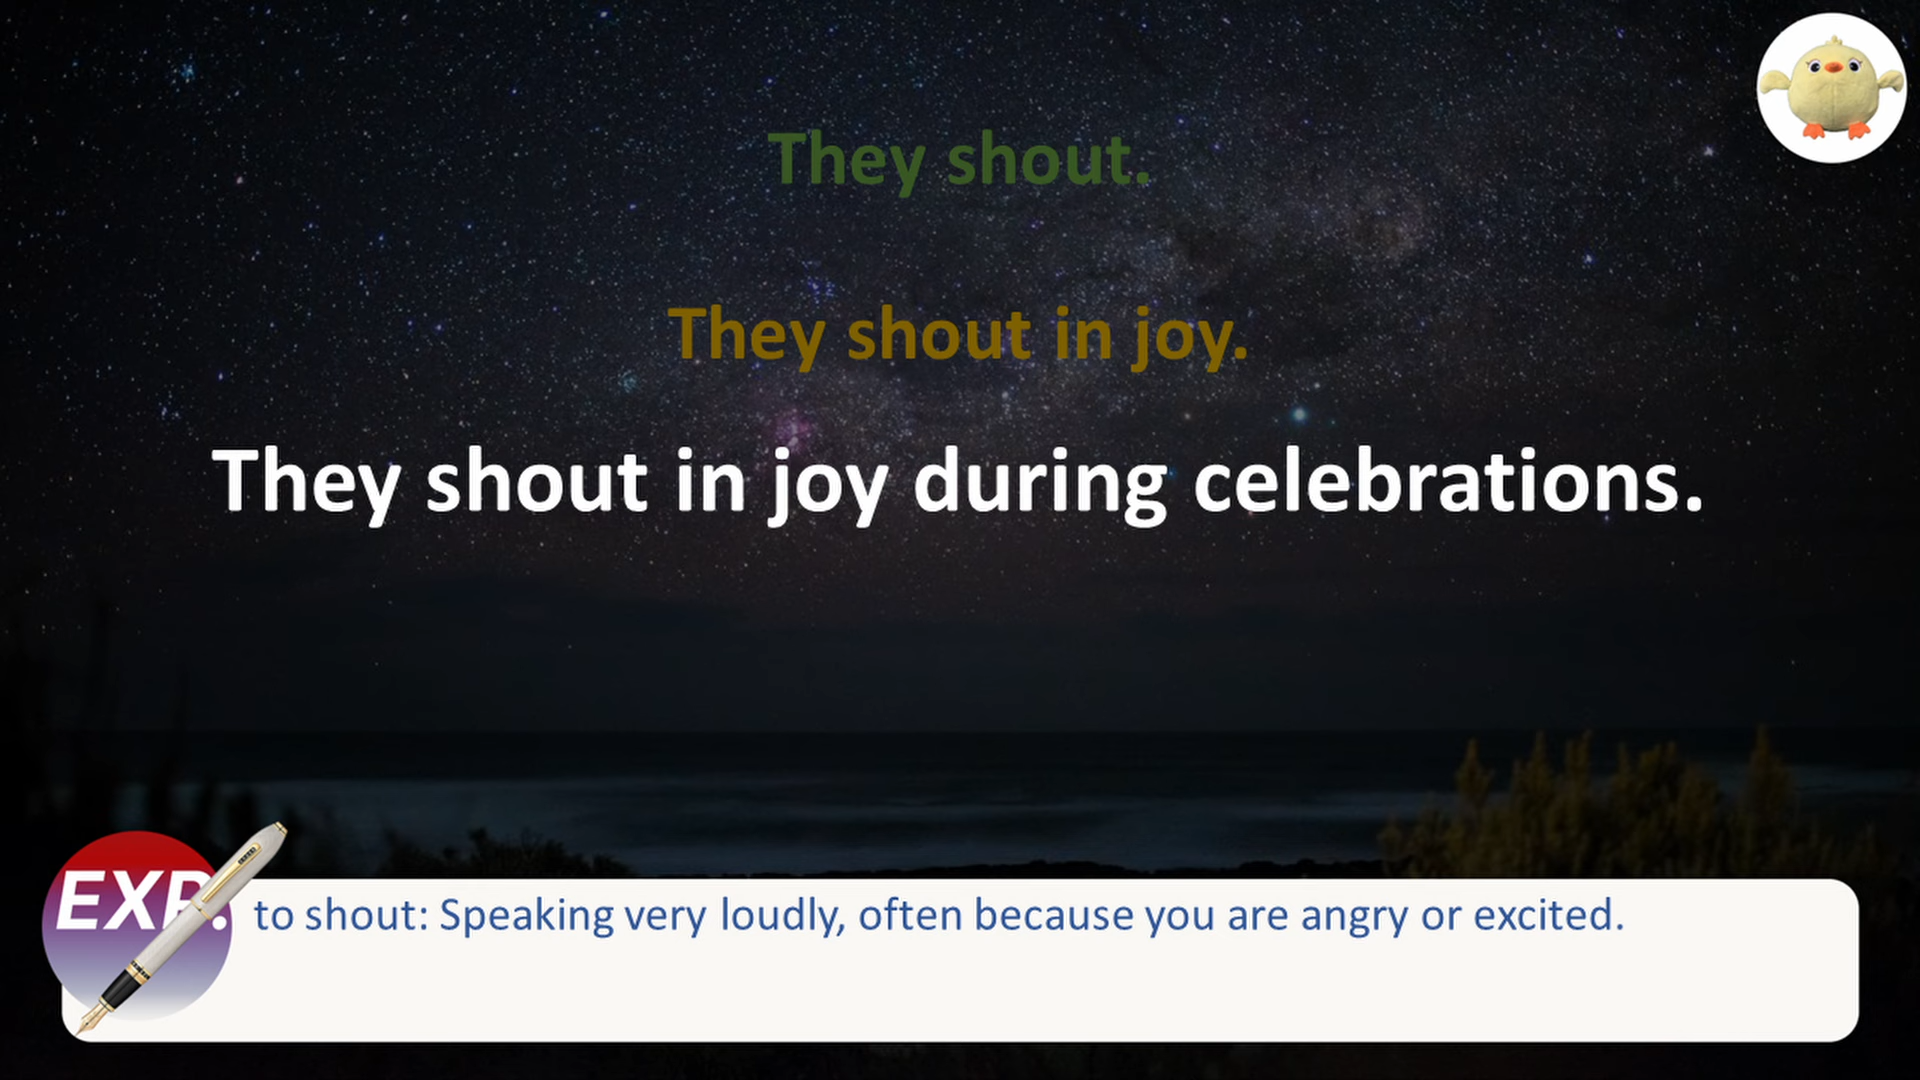 They shout.
They shout in joy.
They shout in joy during celebrations.
EXP.
to shout: Speaking very loudly, often because you are angry or excited.